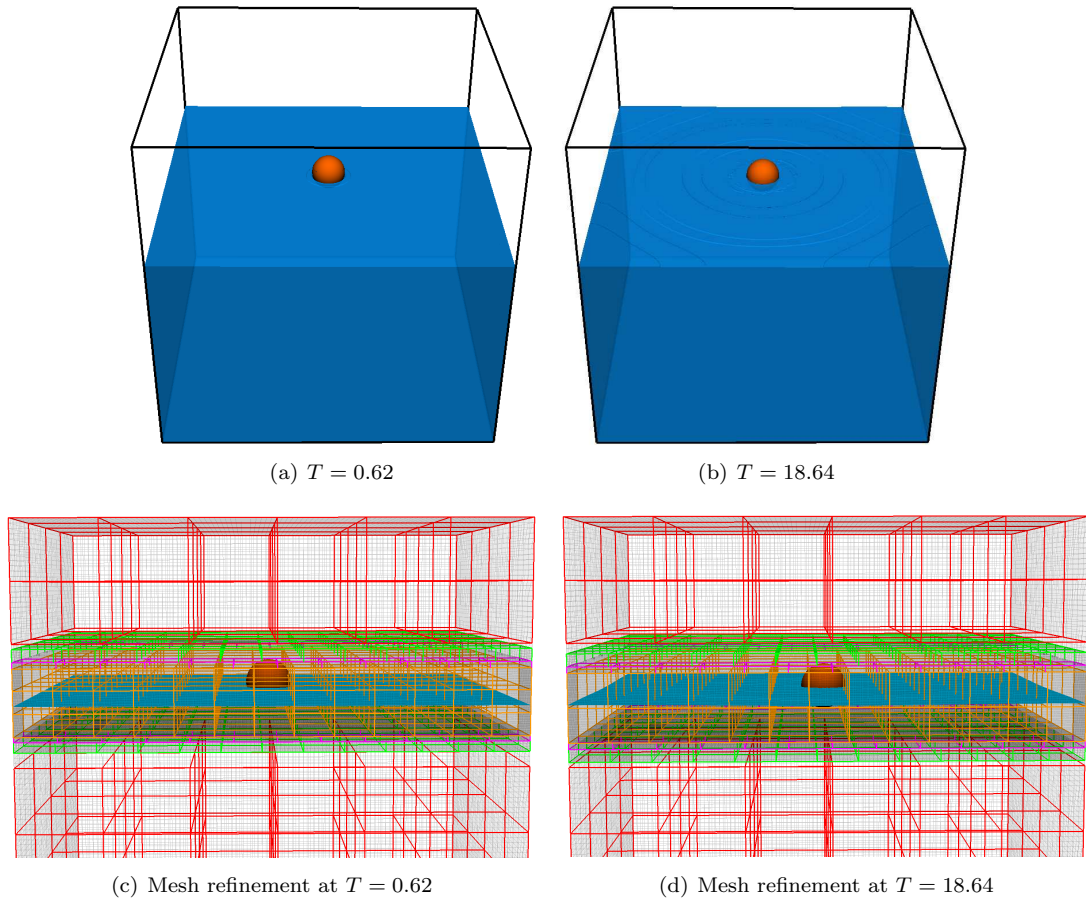 (a) T = 0.62
(b) T = 18.64
(c) Mesh refinement at T = 0.62
(d) Mesh refinement at T = 18.64